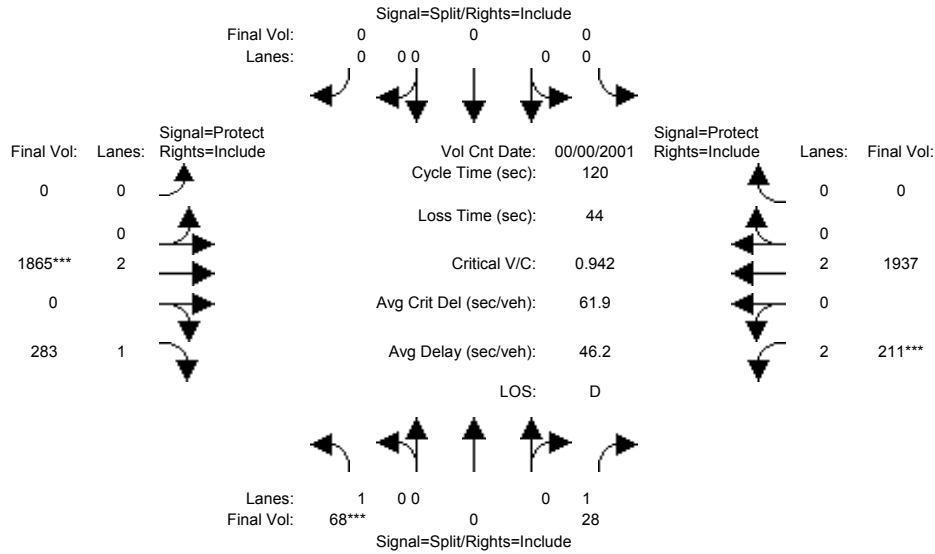 Signal=Split/Rights=Include
Final Vol: 0 0 0
Lanes: 0 0 0 0 0
Signal=Protect Signal=Protect
Final Vol: Lanes: Rights=Include Vol Cnt Date: 00/00/2001 Rights=Include Lanes: Final Vol:
Cycle Time (sec): 120
0 0 0 0
Loss Time (sec): 44
0 0
1865*** 2 Critical V/C: 0.942 2 1937
0 Avg Crit Del (sec/veh): 61.9 0
283 1 Avg Delay (sec/veh): 46.2 2 211***
LOS: D
Lanes: 1 0 0 0 1
Final Vol: 68*** 0 28
Signal=Split/Rights=Include